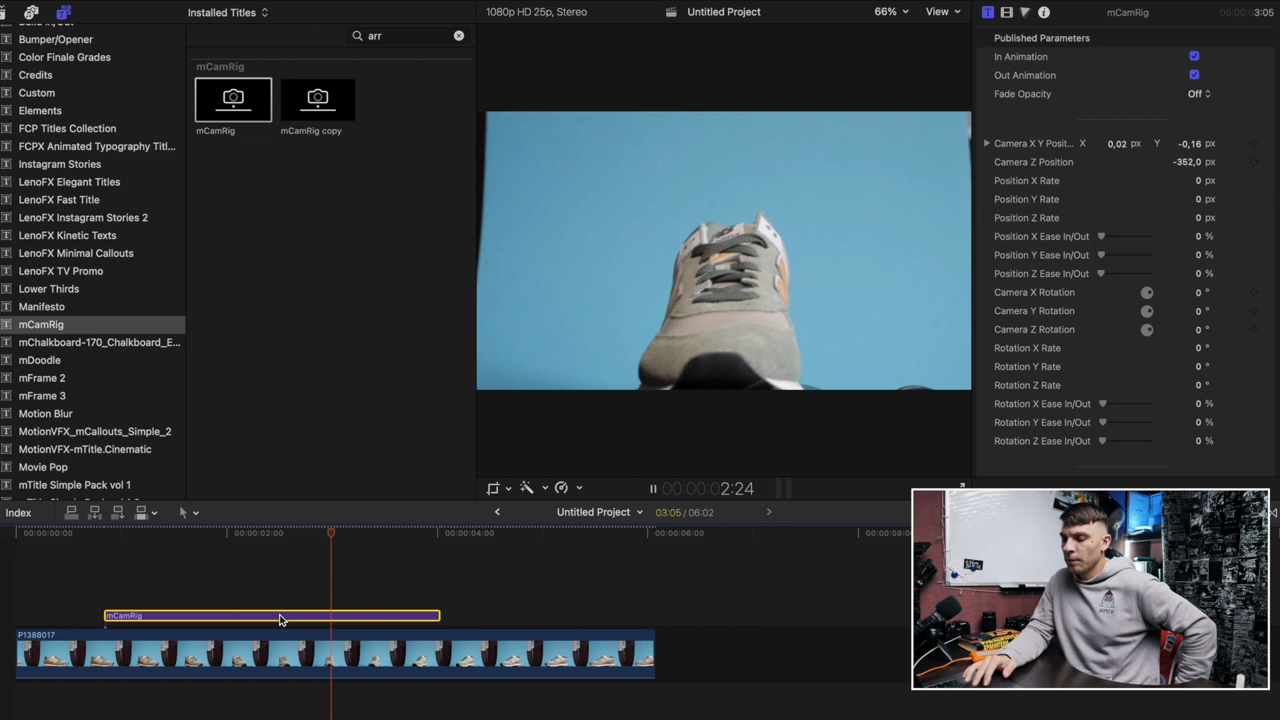 Installed Titles
1080p HD 25p, Stereo
Untitled Project
66%
View
mCamRig
3:05
Bumper/Opener
Color Finale Grades
Credits
Custom
Elements
FCP Titles Collection
FCPX Animated Typography Titl...
Instagram Stories
LenoFX Elegant Titles
LenoFX Fast Title
LenoFX Instagram Stories 2
LenoFX Kinetic Texts
LenoFX Minimal Callouts
LenoFX TV Promo
Lower Thirds
Manifesto
mCamRig
mChalkboard-170_Chalkboard_E...
mDoodle
mFrame 2
mFrame 3
Motion Blur
MotionVFX_mCallouts_Simple_2
MotionVFX-mTitle.Cinematic
Movie Pop
mTitle Simple Pack vol 1
arr
mCamRig
mCamRig
mCamRig copy
Published Parameters
In Animation
Out Animation
Fade Opacity Off
Camera X Y Posit... X 0,02 px Y -0,16 px
Camera Z Position -352,0 px
Position X Rate 0 px
Position Y Rate 0 px
Position Z Rate 0 px
Position X Ease In/Out 0 %
Position Y Ease In/Out 0 %
Position Z Ease In/Out 0 %
Camera X Rotation 0 °
Camera Y Rotation 0 °
Camera Z Rotation 0 °
Rotation X Rate 0 °
Rotation Y Rate 0 °
Rotation Z Rate 0 °
Rotation X Ease In/Out 0 %
Rotation Y Ease In/Out 0 %
Rotation Z Ease In/Out 0 %
00:00:00:02:24
Index
Untitled Project
03:05 / 06:02
00:00:00:00
00:00:02:00
00:00:04:00
00:00:06:00
mCamRig
P1388017